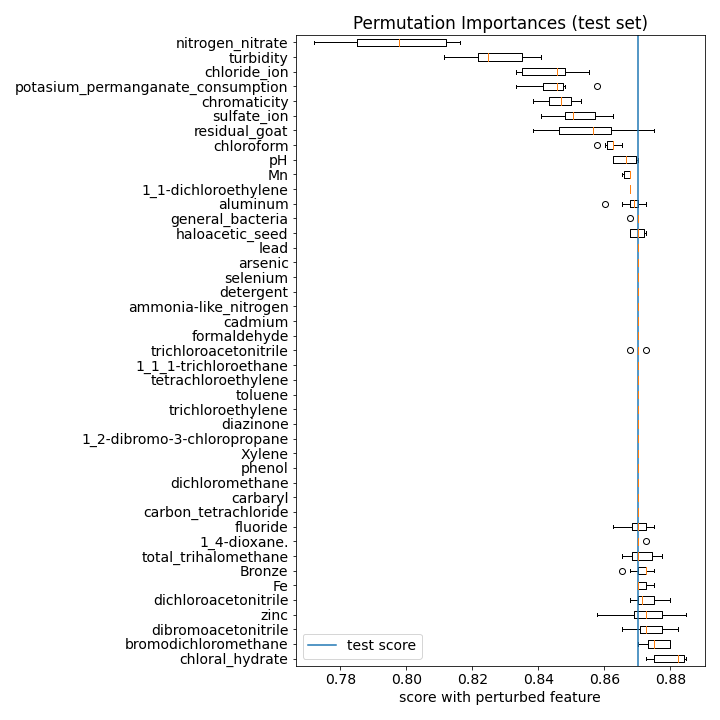 Permutation Importances (test set)
nitrogen_nitrate
turbidity
chloride_ion
potasium_permanganate_consumption
chromaticity
sulfate_ion
residual_goat
chloroform
pH
Mn
1_1-dichloroethylene
aluminum
general_bacteria
haloacetic_seed
lead
arsenic
selenium
detergent
ammonia-like_nitrogen
cadmium
formaldehyde
trichloroacetonitrile
1_1_1-trichloroethane
tetrachloroethylene
toluene
trichloroethylene
diazinone
1_2-dibromo-3-chloropropane
Xylene
phenol
dichloromethane
carbaryl
carbon_tetrachloride
fluoride
1_4-dioxane.
total_trihalomethane
Bronze
Fe
dichloroacetonitrile
zinc
dibromoacetonitrile
bromodichloromethane
chloral_hydrate
test score
0.78 0.80 0.82 0.84 0.86 0.88
score with perturbed feature